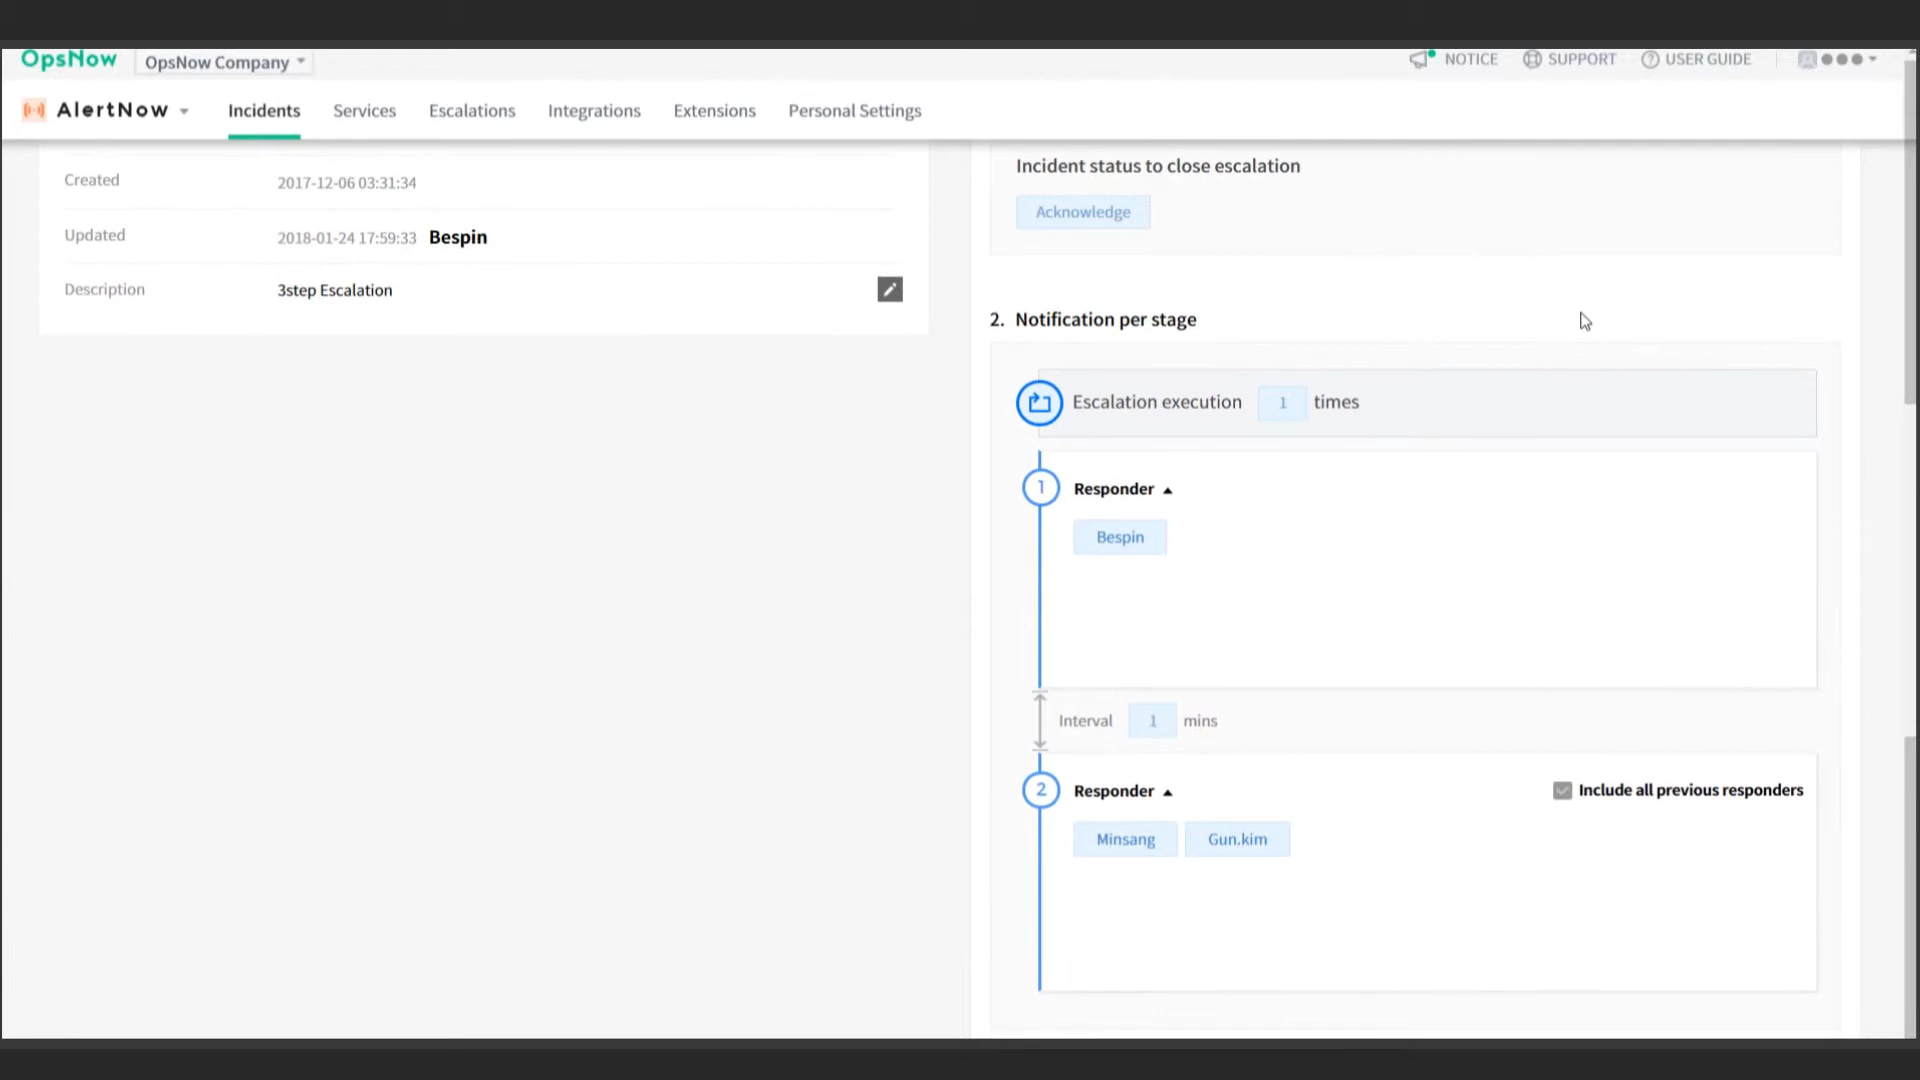 OpsNow
OpsNow Company
NOTICE
SUPPORT
USER GUIDE
AlertNow
Incidents
Services
Escalations
Integrations
Extensions
Personal Settings
Created
2017-12-06 03:31:34
Updated
2018-01-24 17:59:33 Bespin
Description
3step Escalation
Incident status to close escalation
Acknowledge
2. Notification per stage
Escalation execution 1 times
1 Responder
Bespin
Interval 1 mins
2 Responder
Include all previous responders
Minsang
Gun.kim